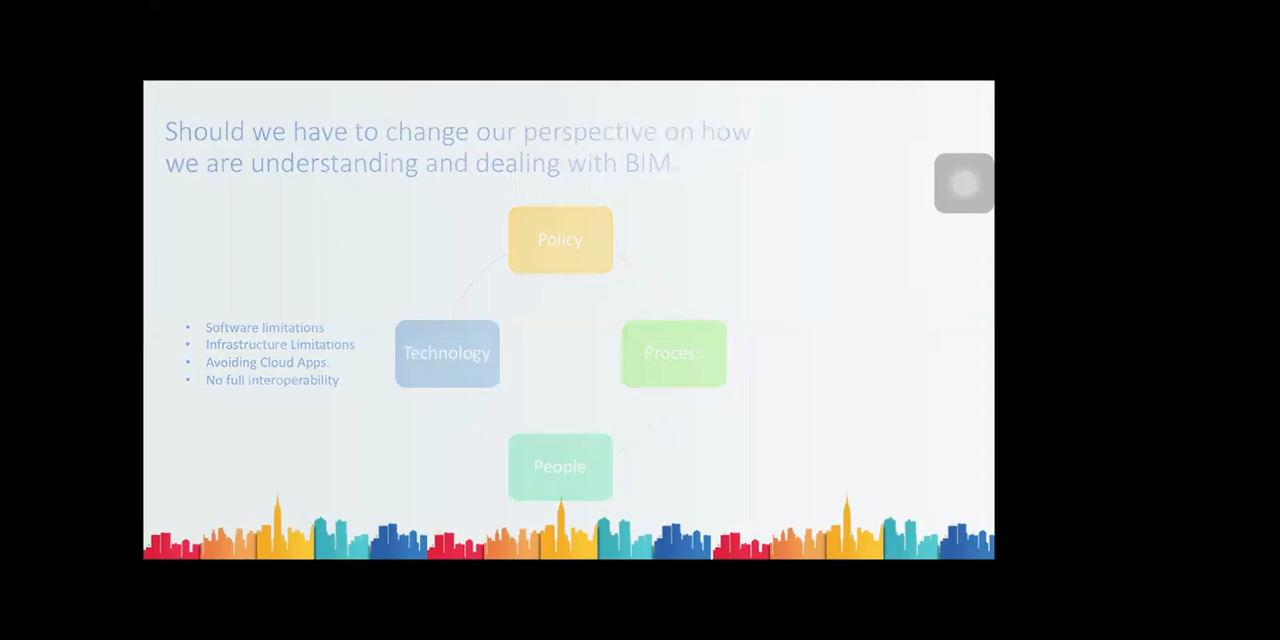 Should we have to change our perspective on how
we are understanding and dealing with BIM.
Policy
• Software limitations
• Infrastructure Limitations
• Avoiding Cloud Apps.
• No full interoperability
Technology
People